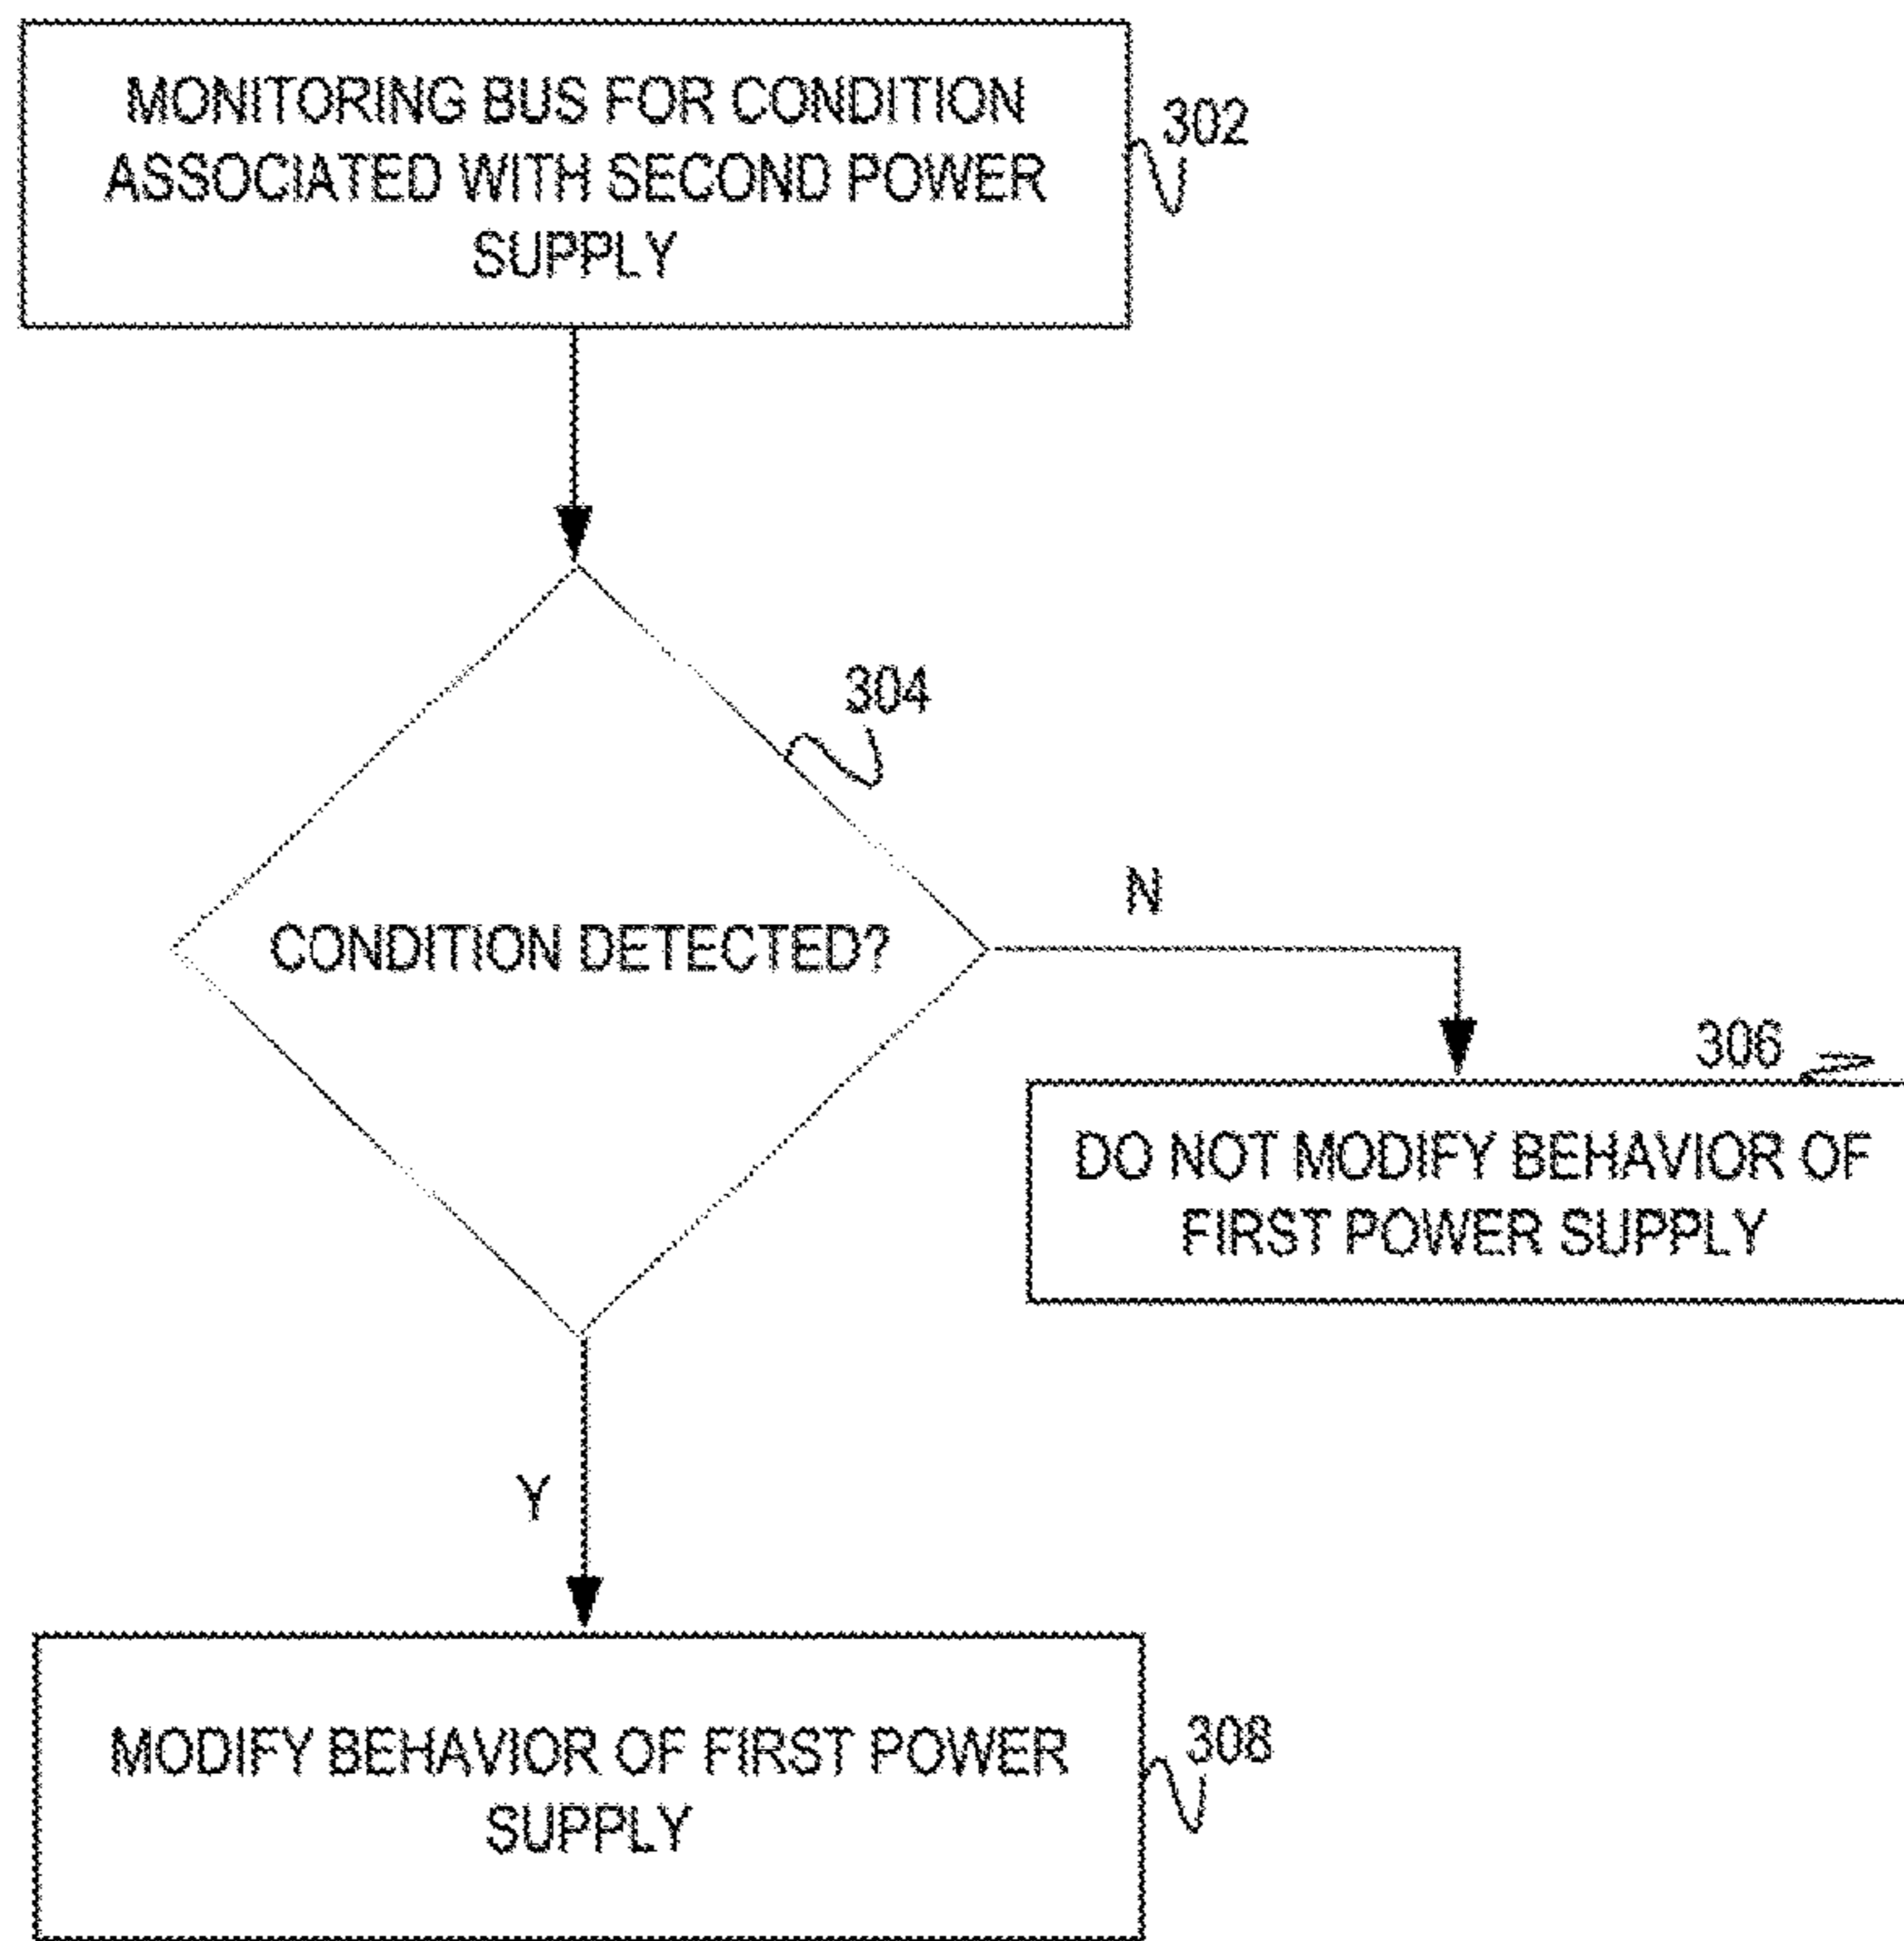 MONITORING BUS FOR CONDITION
ASSOCIATED WITH SECOND POWER
SUPPLY
302
304
CONDITION DETECTED?
N
306
DO NOT MODIFY BEHAVIOR OF
FIRST POWER SUPPLY
Y
MODIFY BEHAVIOR OF FIRST POWER
SUPPLY
308